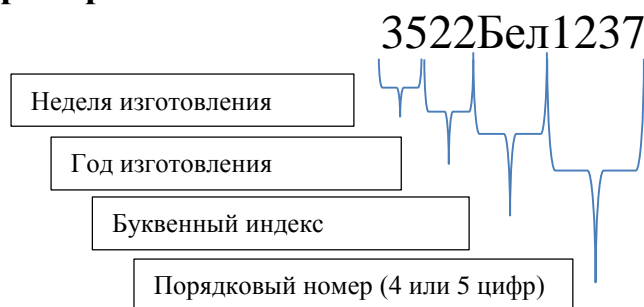 3522Бел1237
Неделя изготовления
Год изготовления
Буквенный индекс
Порядковый номер (4 или 5 цифр)